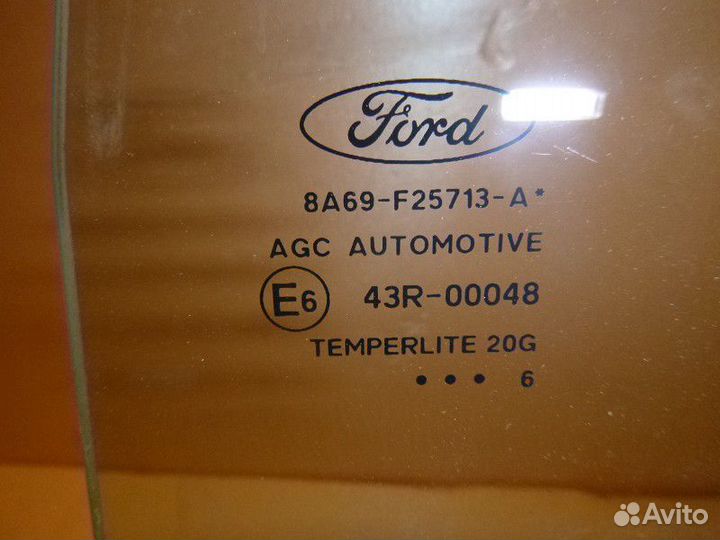 Ford
8A69-F25713-A*
AGC AUTOMOTIVE
E6 43R-00048
TEMPERLITE 20G
• • • 6
Avito